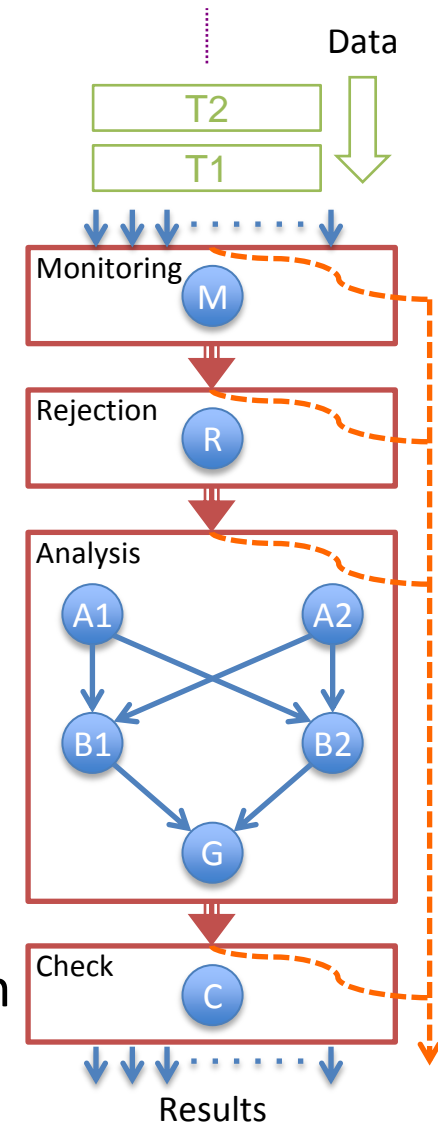 Data
T2
T1
Monitoring
M
Rejection
R
Analysis
A1 A2
B1 B2
G
Check
n
C
Results